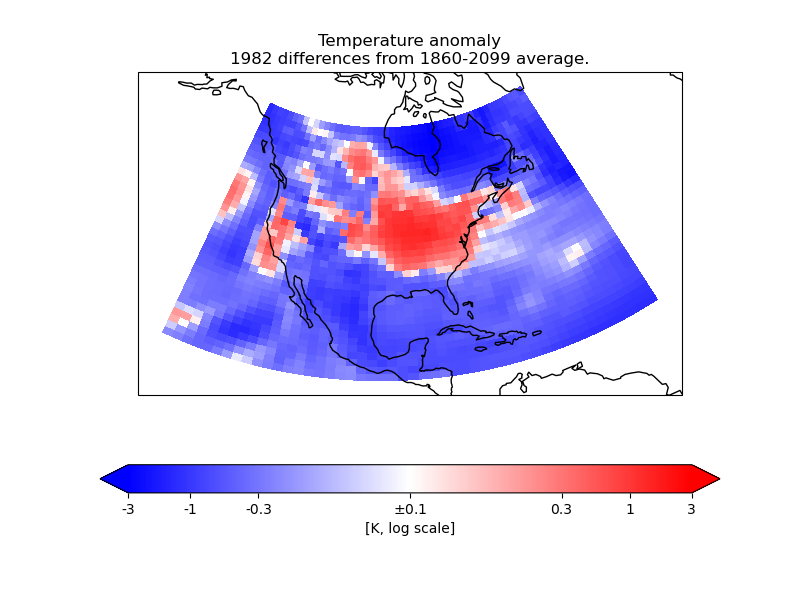 Temperature anomaly
1982 differences from 1860-2099 average.
-3 -1 -0.3 ±0.1 0.3 1 3
[K, log scale]